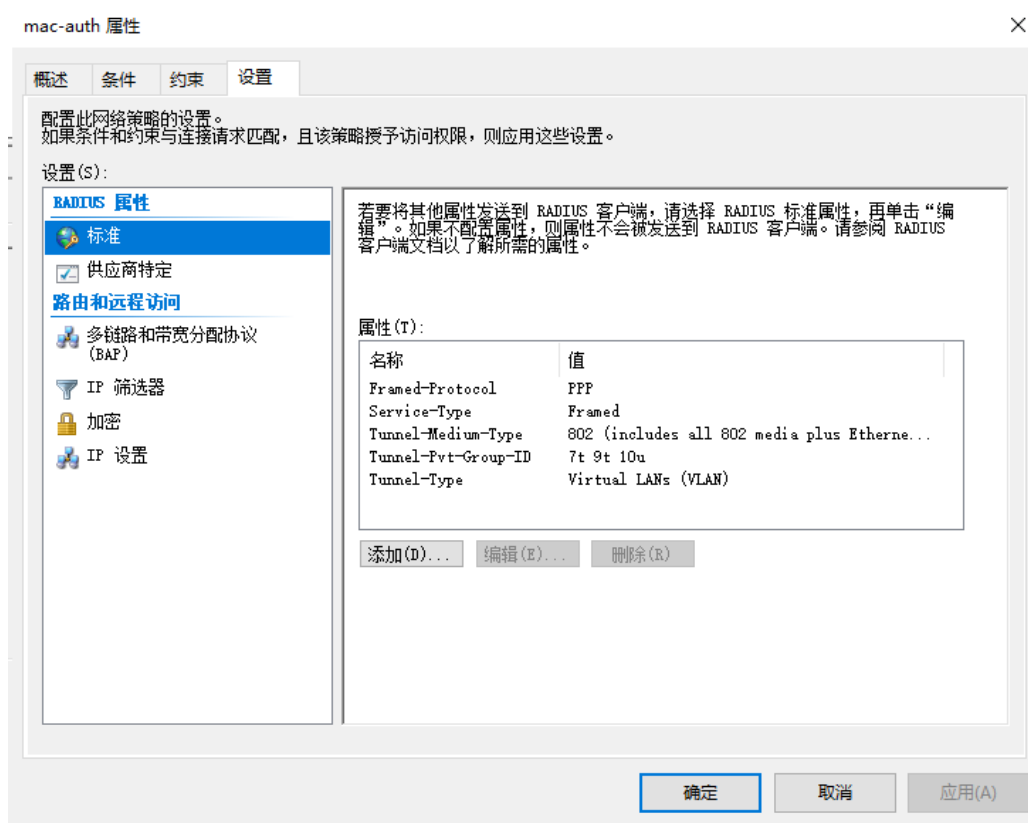 mac-auth 属性
概述 条件 约束 设置
配置此网络策略的设置。
如果条件和约束与连接请求匹配，且该策略授予访问权限，则应用这些设置。
设置(S):
RADIUS 属性
标准
供应商特定
路由和远程访问
多链路和带宽分配协议
(BAP)
IP 筛选器
加密
IP 设置
若要将其他属性发送到 RADIUS 客户端，请选择 RADIUS 标准属性，再单击“编
辑”。如果不配置属性，则属性不会被发送到 RADIUS 客户端。请参阅 RADIUS
客户端文档以了解所需的属性。
属性(T):
名称 值
Framed-Protocol PPP
Service-Type Framed
Tunnel-Medium-Type 802 (includes all 802 media plus Etherne...
Tunnel-Pvt-Group-ID 7t 9t 10u
Tunnel-Type Virtual LANs (VLAN)
添加(D)... 编辑(E)... 删除(R)
确定 取消 应用(A)